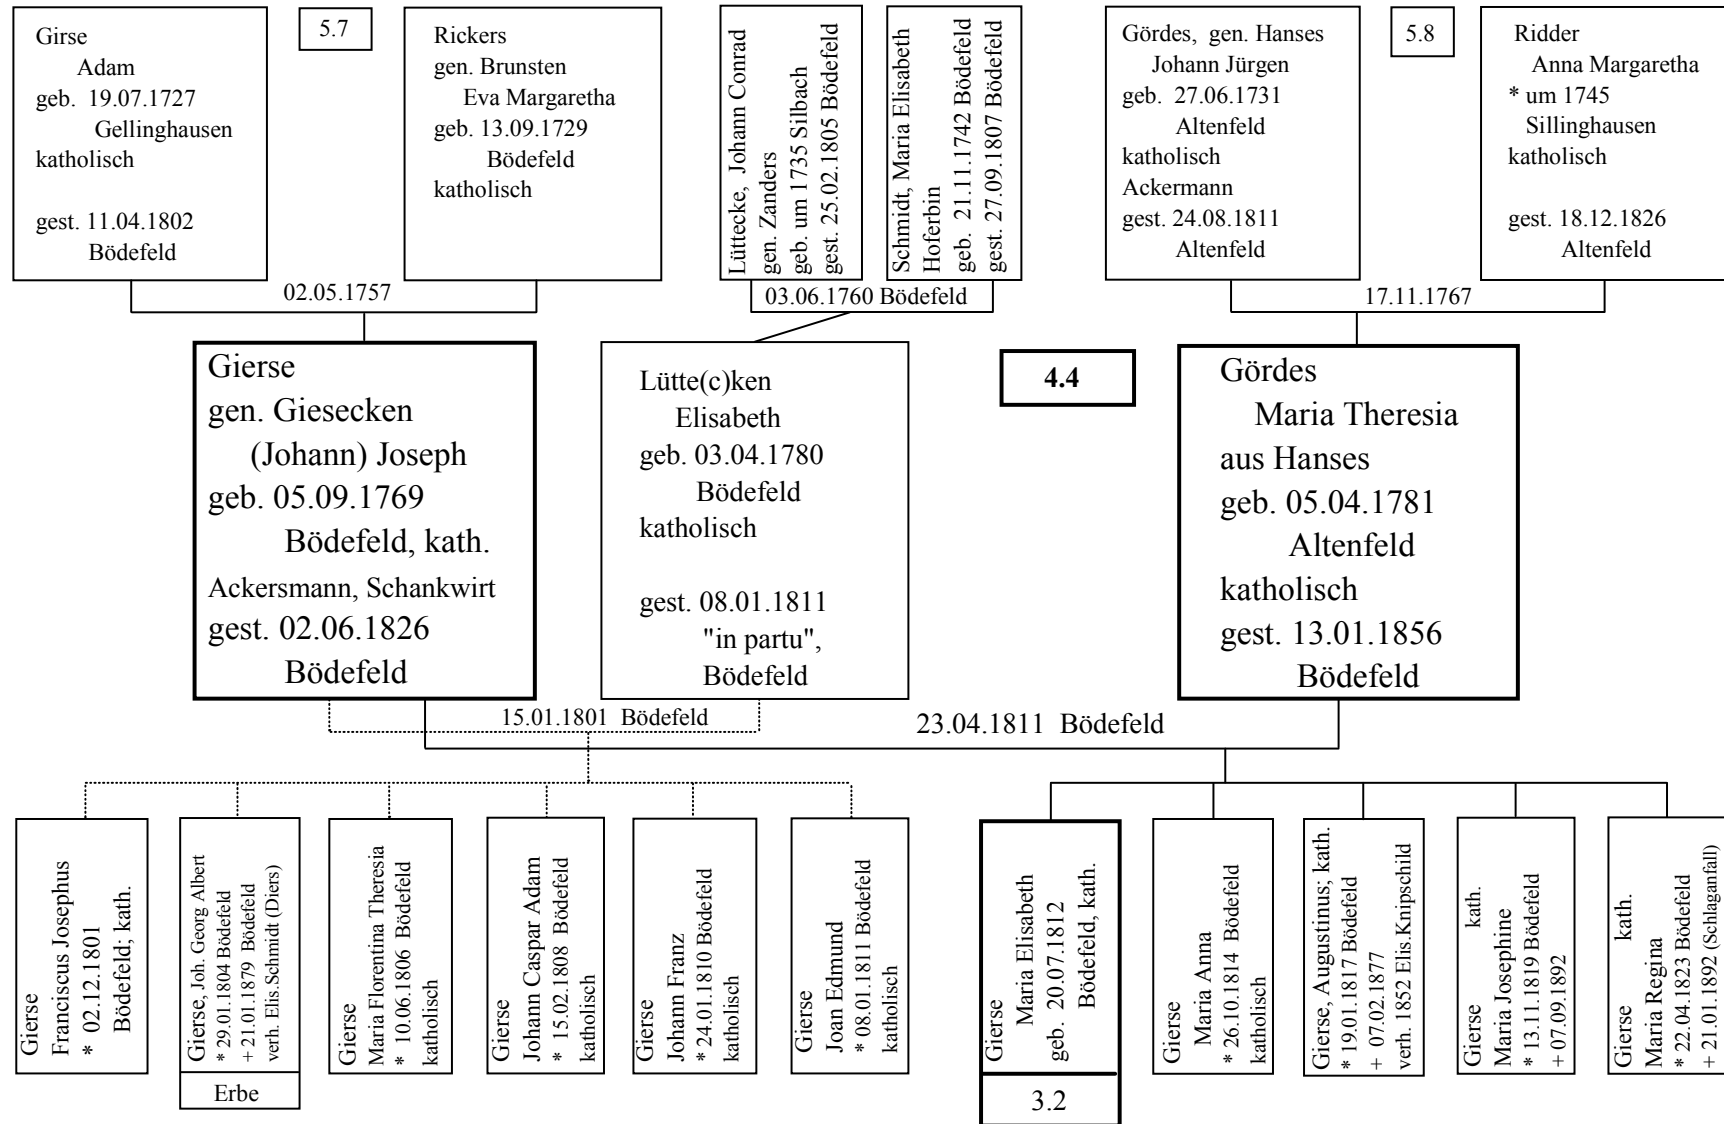 Girse
Adam
geb. 19.07.1727
Gellinghausen
katholisch
gest. 11.04.1802
Bödefeld
5.7
Rickers
gen. Brunsten
Eva Margaretha
geb. 13.09.1729
Bödefeld
katholisch
Lüttecke, Johann Conrad
gen. Zanders
geb. um 1735 Silbach
gest. 25.02.1805 Bödefeld
Schmidt, Maria Elisabeth
Hoferbin
geb. 21.11.1742 Bödefeld
gest. 27.09.1807 Bödefeld
Gördes, gen. Hanses
Johann Jürgen
geb. 27.06.1731
Altenfeld
katholisch
Ackermann
gest. 24.08.1811
Altenfeld
5.8
Ridder
Anna Margaretha
* um 1745
Sillinghausen
katholisch
gest. 18.12.1826
Altenfeld
02.05.1757
03.06.1760 Bödefeld
17.11.1767
Gierse
gen. Giesecken
(Johann) Joseph
geb. 05.09.1769
Bödefeld, kath.
Ackersmann, Schankwirt
gest. 02.06.1826
Bödefeld
Lütte(c)ken
Elisabeth
geb. 03.04.1780
Bödefeld
katholisch
gest. 08.01.1811
"in partu",
Bödefeld
4.4
Gördes
Maria Theresia
aus Hanses
geb. 05.04.1781
Altenfeld
katholisch
gest. 13.01.1856
Bödefeld
15.01.1801 Bödefeld
23.04.1811 Bödefeld
Gierse
Franciscus Josephus
* 02.12.1801
Bödefeld; kath.
Gierse, Joh. Georg Albert
* 29.01.1804 Bödefeld
+ 21.01.1879 Bödefeld
verh. Elis.Schmidt (Diers)
Erbe
Gierse
Maria Florentina Theresia
* 10.06.1806 Bödefeld
katholisch
Gierse
Johann Caspar Adam
* 15.02.1808 Bödefeld
katholisch
Gierse
Johann Franz
* 24.01.1810 Bödefeld
katholisch
Gierse
Joan Edmund
* 08.01.1811 Bödefeld
katholisch
Gierse
Maria Elisabeth
geb. 20.07.1812
Bödefeld, kath.
3.2
Gierse
Maria Anna
* 26.10.1814 Bödefeld
katholisch
Gierse, Augustinus; kath.
* 19.01.1817 Bödefeld
+ 07.02.1877
verh. 1852 Elis.Knipschild
Gierse kath.
Maria Josephine
* 13.11.1819 Bödefeld
+ 07.09.1892
Gierse kath.
Maria Regina
* 22.04.1823 Bödefeld
+ 21.01.1892 (Schlaganfall)